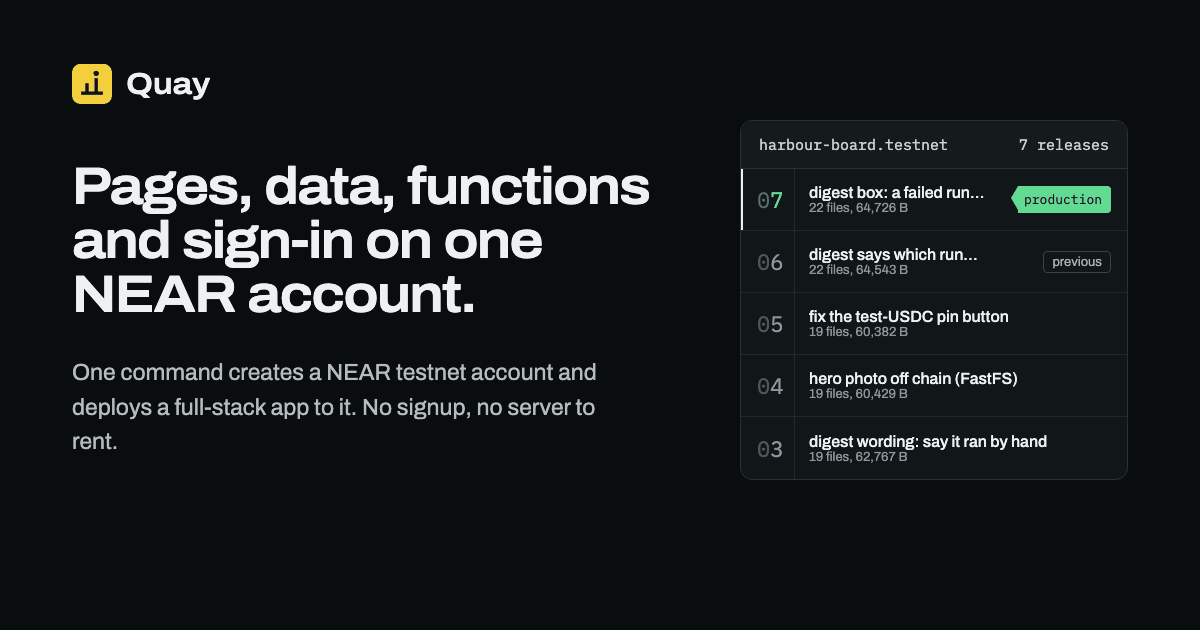 Quay
Pages, data, functions
and sign-in on one
NEAR account.
One command creates a NEAR testnet account and
deploys a full-stack app to it. No signup, no server to
rent.
harbour-board.testnet 7 releases
07 digest box: a failed run... production
22 files, 64,726 B
06 digest says which run... previous
22 files, 64,543 B
05 fix the test-USDC pin button
19 files, 60,382 B
04 hero photo off chain (FastFS)
19 files, 60,429 B
03 digest wording: say it ran by hand
19 files, 62,767 B